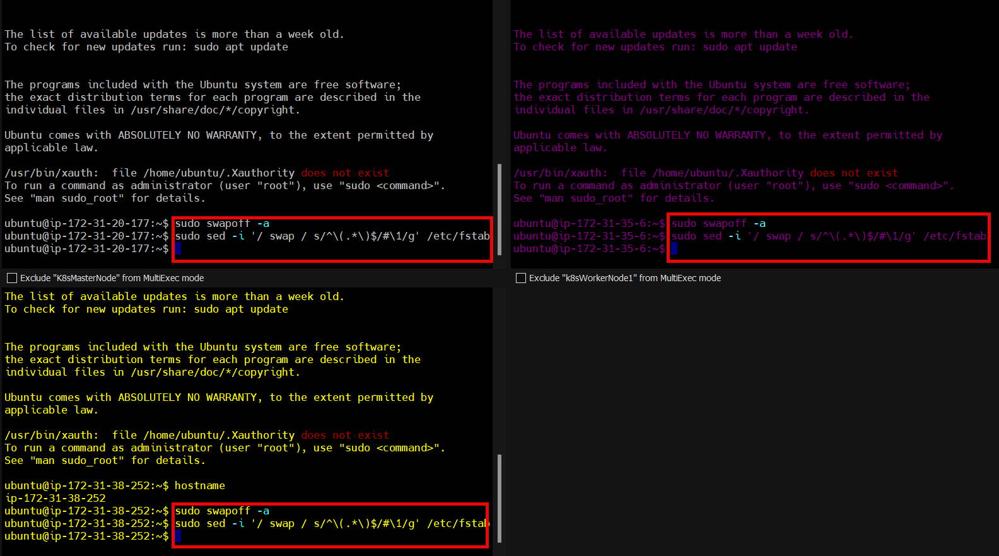 The list of available updates is more than a week old.
To check for new updates run: sudo apt update
The programs included with the Ubuntu system are free software;
the exact distribution terms for each program are described in the
individual files in /usr/share/doc/*/copyright.
Ubuntu comes with ABSOLUTELY NO WARRANTY, to the extent permitted by
applicable law.
/usr/bin/xauth:  file /home/ubuntu/.Xauthority does not exist
To run a command as administrator (user "root"), use "sudo <command>".
See "man sudo_root" for details.
ubuntu@ip-172-31-20-177:~$ sudo swapoff -a
ubuntu@ip-172-31-20-177:~$ sudo sed -i '/ swap / s/^\(.*\)$/#\1/g' /etc/fstab
ubuntu@ip-172-31-20-177:~$
Exclude "K8sMasterNode" from MultiExec mode
The list of available updates is more than a week old.
To check for new updates run: sudo apt update
The programs included with the Ubuntu system are free software;
the exact distribution terms for each program are described in the
individual files in /usr/share/doc/*/copyright.
Ubuntu comes with ABSOLUTELY NO WARRANTY, to the extent permitted by
applicable law.
/usr/bin/xauth:  file /home/ubuntu/.Xauthority does not exist
To run a command as administrator (user "root"), use "sudo <command>".
See "man sudo_root" for details.
ubuntu@ip-172-31-35-6:~$ sudo swapoff -a
ubuntu@ip-172-31-35-6:~$ sudo sed -i '/ swap / s/^\(.*\)$/#\1/g' /etc/fstab
ubuntu@ip-172-31-35-6:~$
Exclude "k8sWorkerNode1" from MultiExec mode
The list of available updates is more than a week old.
To check for new updates run: sudo apt update
The programs included with the Ubuntu system are free software;
the exact distribution terms for each program are described in the
individual files in /usr/share/doc/*/copyright.
Ubuntu comes with ABSOLUTELY NO WARRANTY, to the extent permitted by
applicable law.
/usr/bin/xauth:  file /home/ubuntu/.Xauthority does not exist
To run a command as administrator (user "root"), use "sudo <command>".
See "man sudo_root" for details.
ubuntu@ip-172-31-38-252:~$ hostname
ip-172-31-38-252
ubuntu@ip-172-31-38-252:~$ sudo swapoff -a
ubuntu@ip-172-31-38-252:~$ sudo sed -i '/ swap / s/^\(.*\)$/#\1/g' /etc/fstab
ubuntu@ip-172-31-38-252:~$